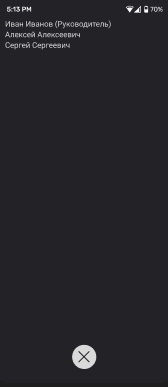 5:13 PM 70%
Иван Иванов (Руководитель)
Алексей Алексеевич
Сергей Сергеевич